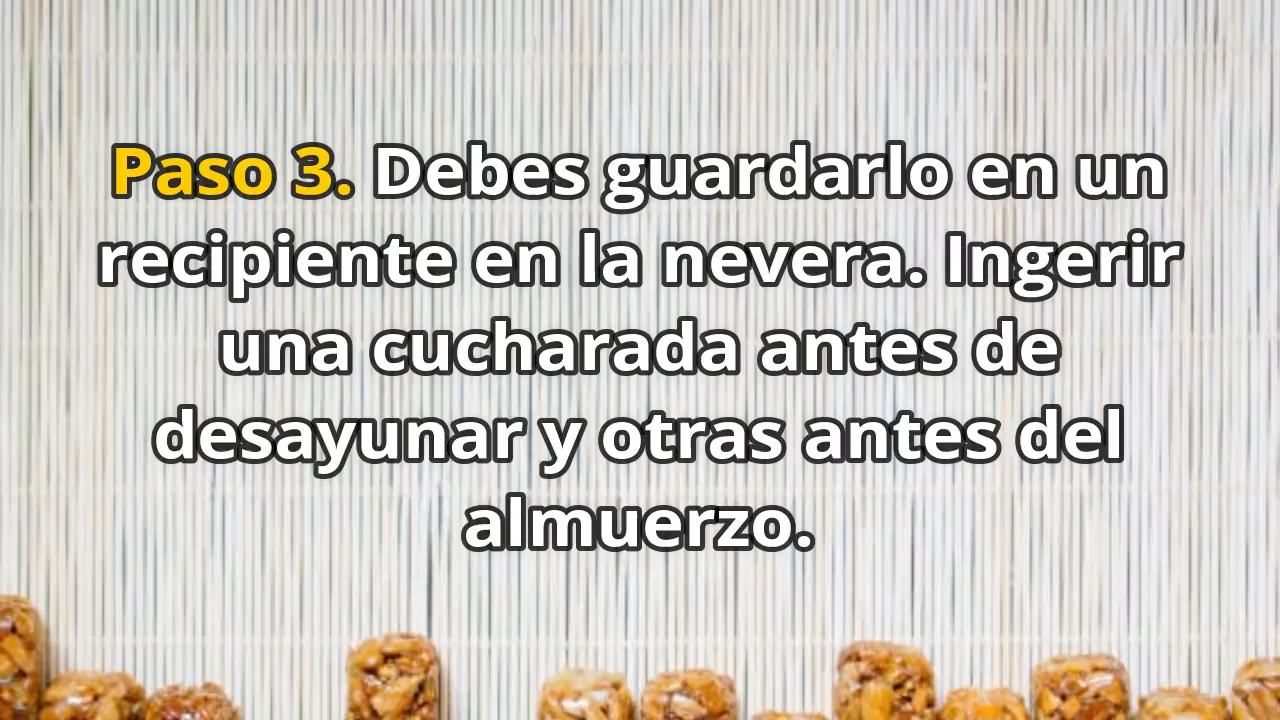 Paso 3. Debes guardarlo en un
recipiente en la nevera. Ingerir
una cucharada antes de
desayunar y otras antes del
almuerzo.